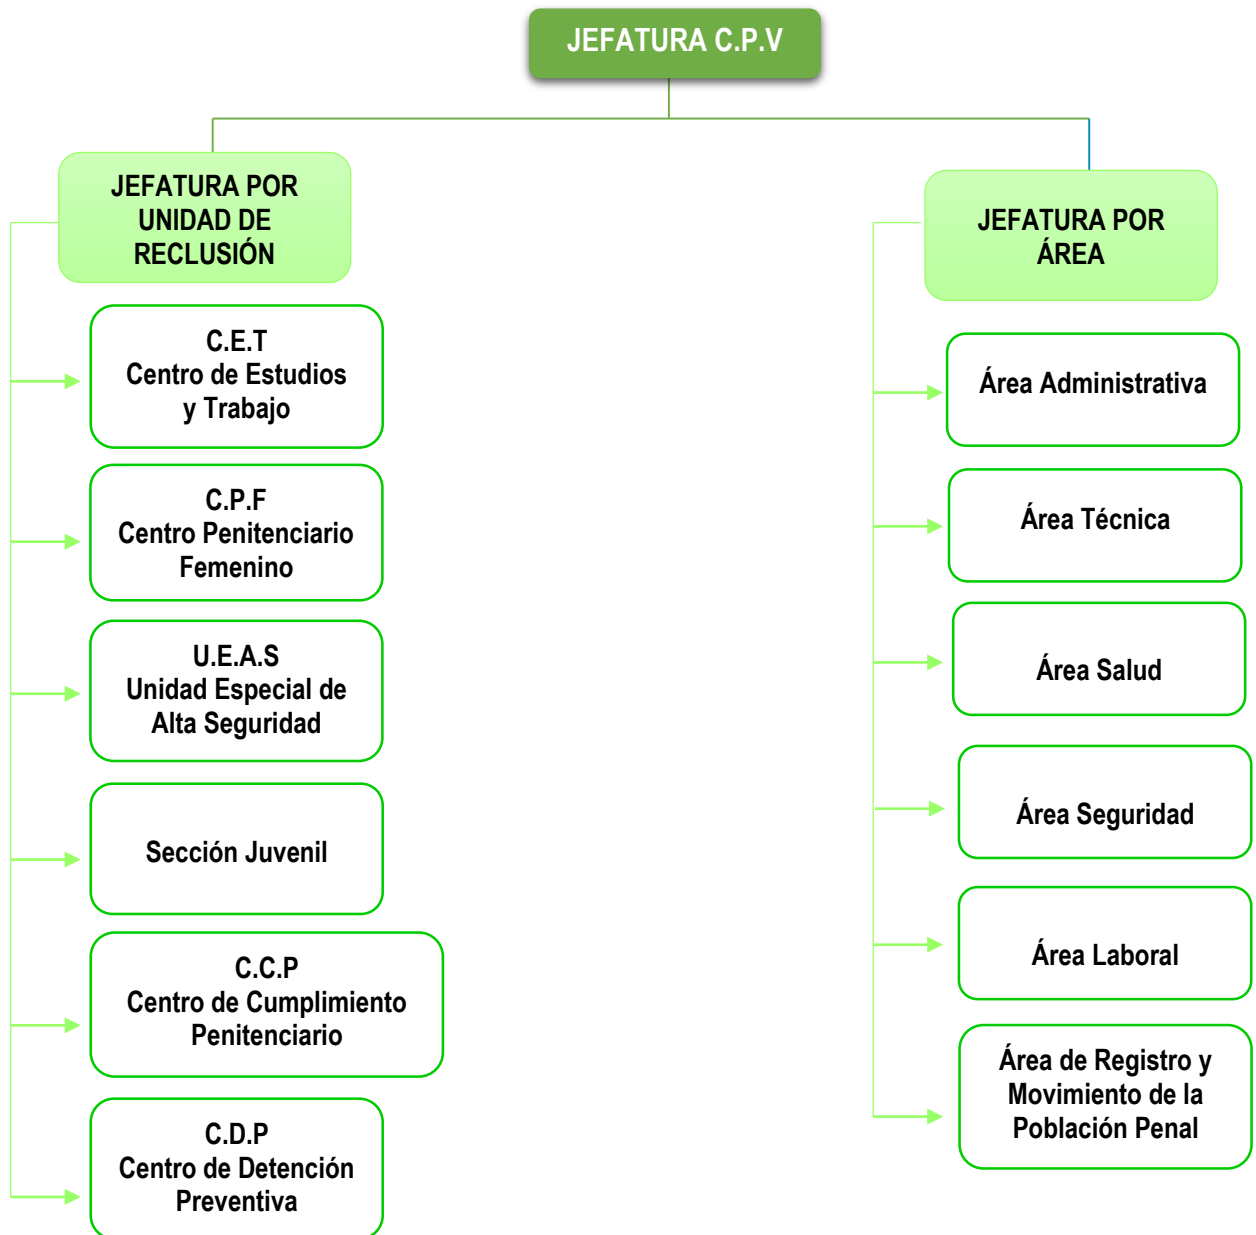 JEFATURA C.P.V
JEFATURA POR
UNIDAD DE
RECLUSIÓN
C.E.T
Centro de Estudios
y Trabajo
C.P.F
Centro Penitenciario
Femenino
U.E.A.S
Unidad Especial de
Alta Seguridad
Sección Juvenil
C.C.P
Centro de Cumplimiento
Penitenciario
C.D.P
Centro de Detención
Preventiva
JEFATURA POR
ÁREA
Área Administrativa
Área Técnica
Área Salud
Área Seguridad
Área Laboral
Área de Registro y
Movimiento de la
Población Penal